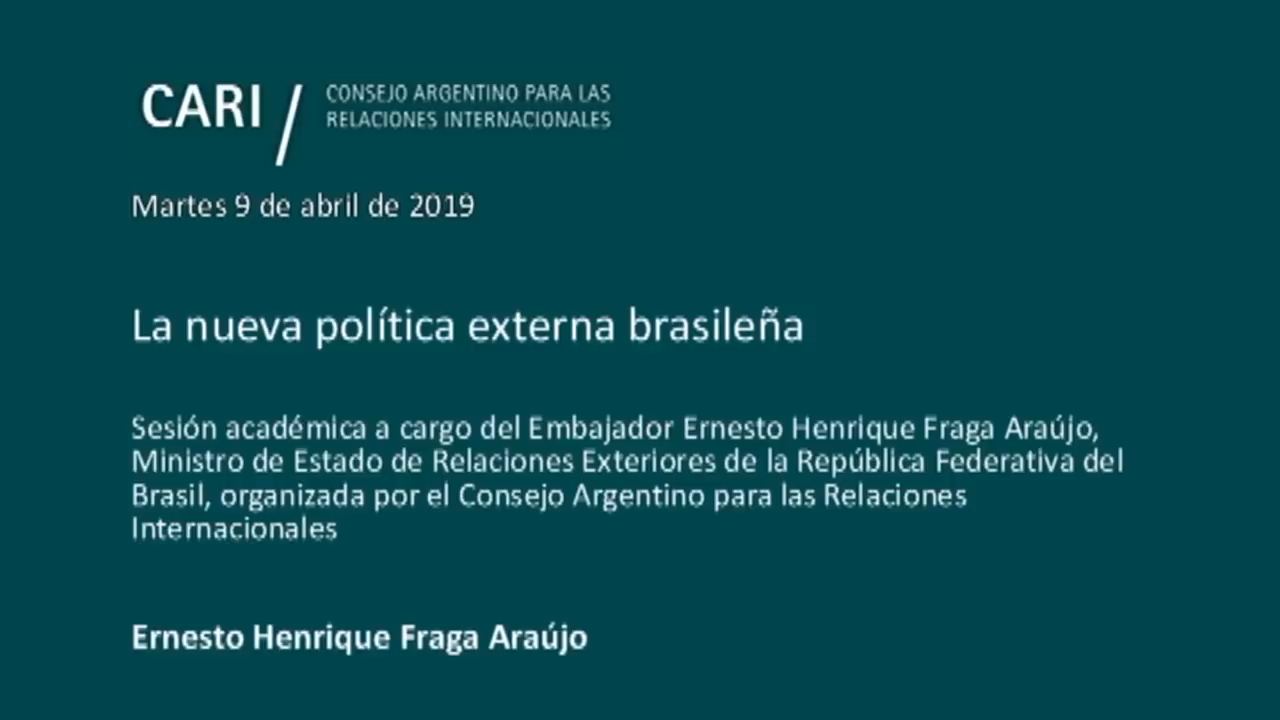 CARI
CONSEJO ARGENTINO PARA LAS
RELACIONES INTERNACIONALES
Martes 9 de abril de 2019
La nueva política externa brasileña
Sesión académica a cargo del Embajador Ernesto Henrique Fraga Araújo,
Ministro de Estado de Relaciones Exteriores de la República Federativa del
Brasil, organizada por el Consejo Argentino para las Relaciones
Internacionales
Ernesto Henrique Fraga Araújo